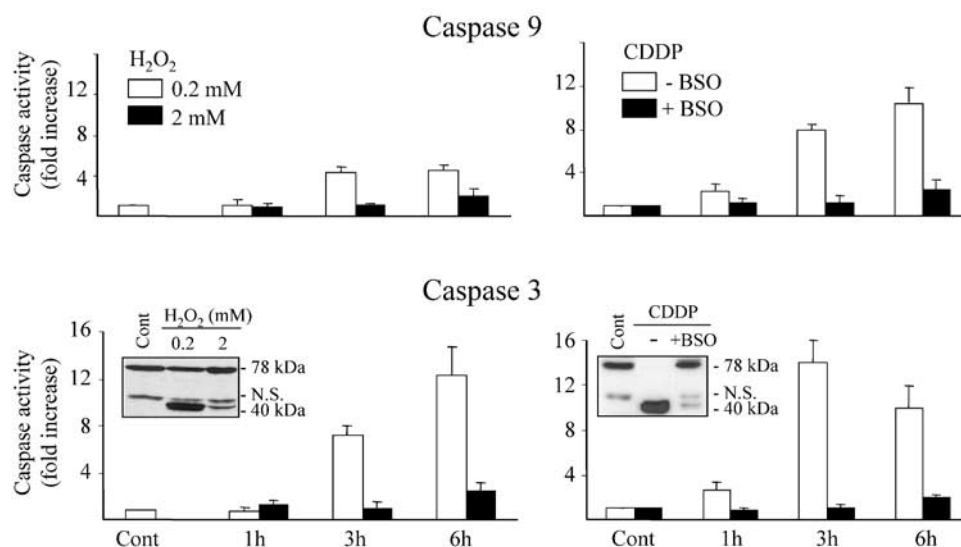 Caspase 9
H₂O₂
0.2 mM
2 mM
12
8
4
Caspase activity
(fold increase)
CDDP
- BSO
+ BSO
12
8
4
Caspase 3
16
12
8
4
Caspase activity
(fold increase)
Cont
H₂O₂ (mM)
0.2 2
- 78 kDa
- N.S.
- 40 kDa
Cont 1h 3h 6h
16
12
8
4
Cont
CDDP
- +BSO
- 78 kDa
- N.S.
- 40 kDa
Cont 1h 3h 6h